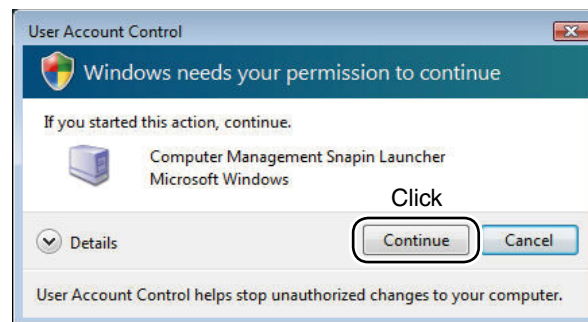 User Account Control
Windows needs your permission to continue
If you started this action, continue.
Computer Management Snapin Launcher
Microsoft Windows
Click
Details
Continue
Cancel
User Account Control helps stop unauthorized changes to your computer.